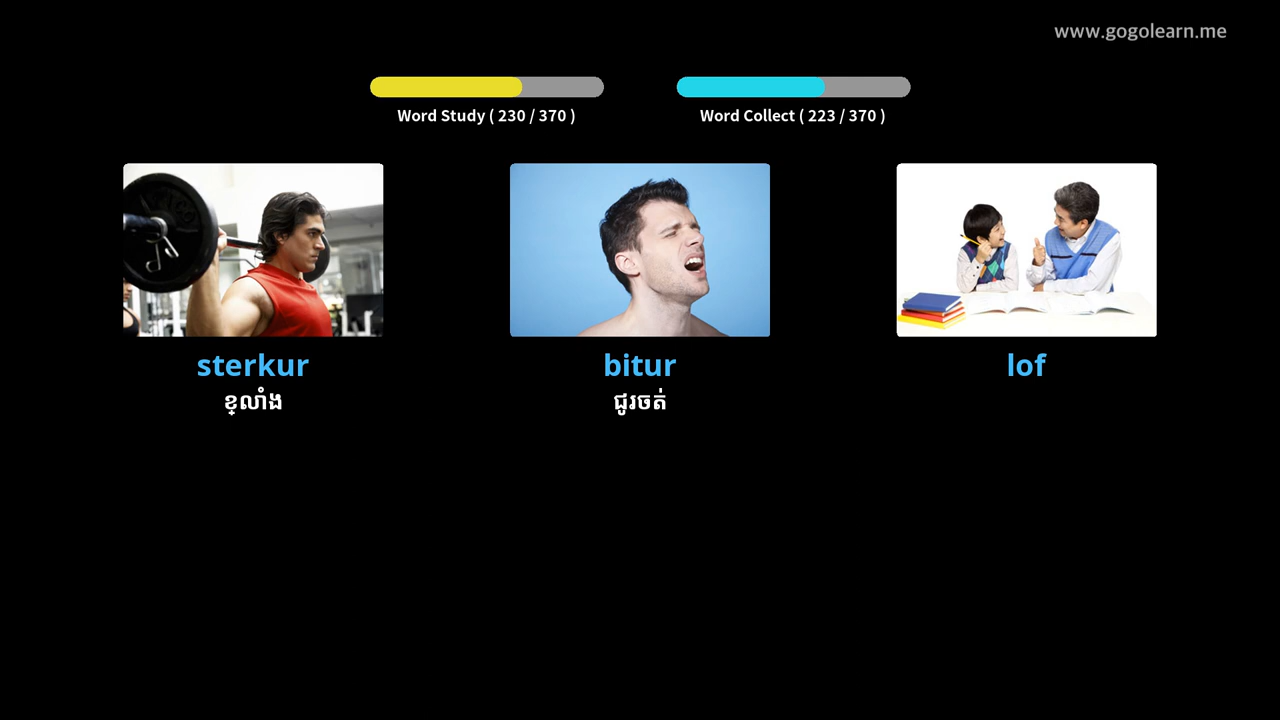 www.gogolearn.me
Word Study ( 230 / 370 )
Word Collect ( 223 / 370 )
sterkur
bitur
lof
ខ្លាំង
ជូរចត់